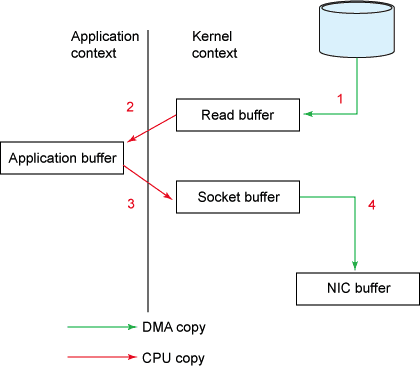 Application
context
Kernel
context
1
2
Read buffer
Application buffer
3
Socket buffer
4
NIC buffer
DMA copy
CPU copy